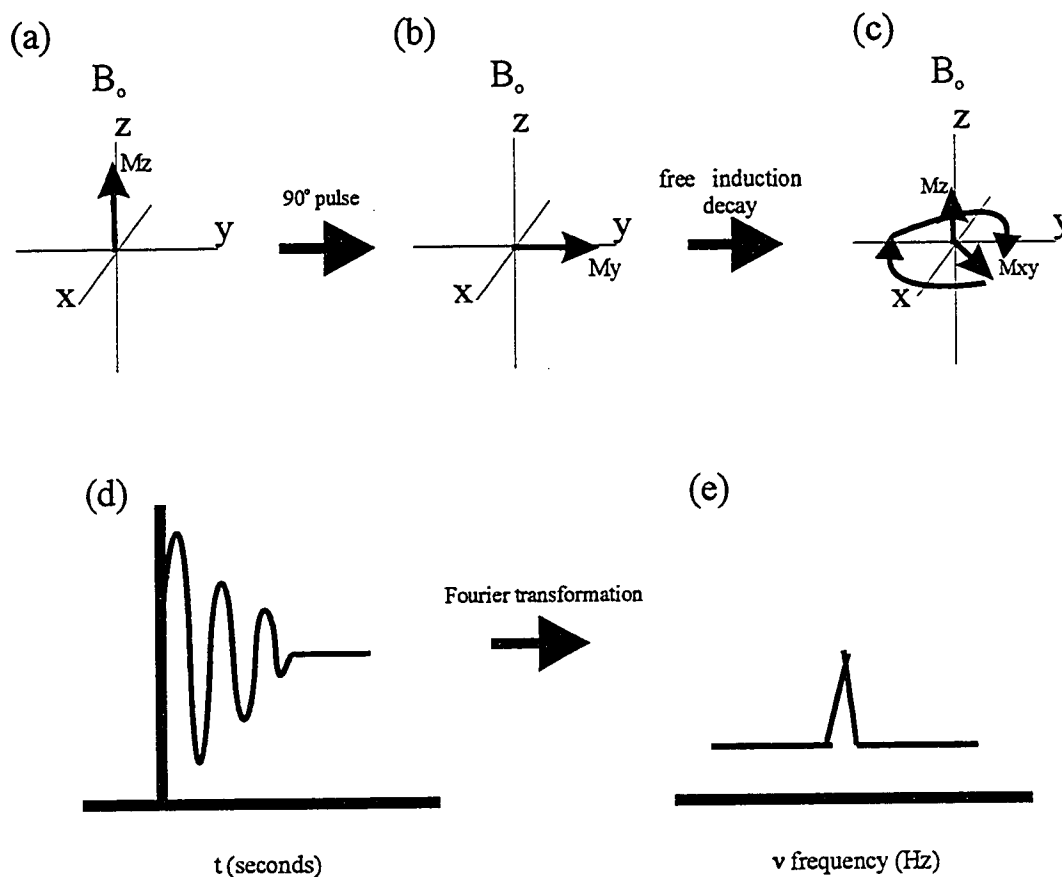 (a)
(b)
(c)
Bₒ
Bₒ
Bₒ
z
z
z
Mz
Mz
90° pulse
free induction
decay
y
y
y
My
Mxy
x
x
x
(d)
(e)
Fourier transformation
t (seconds)
ν frequency (Hz)